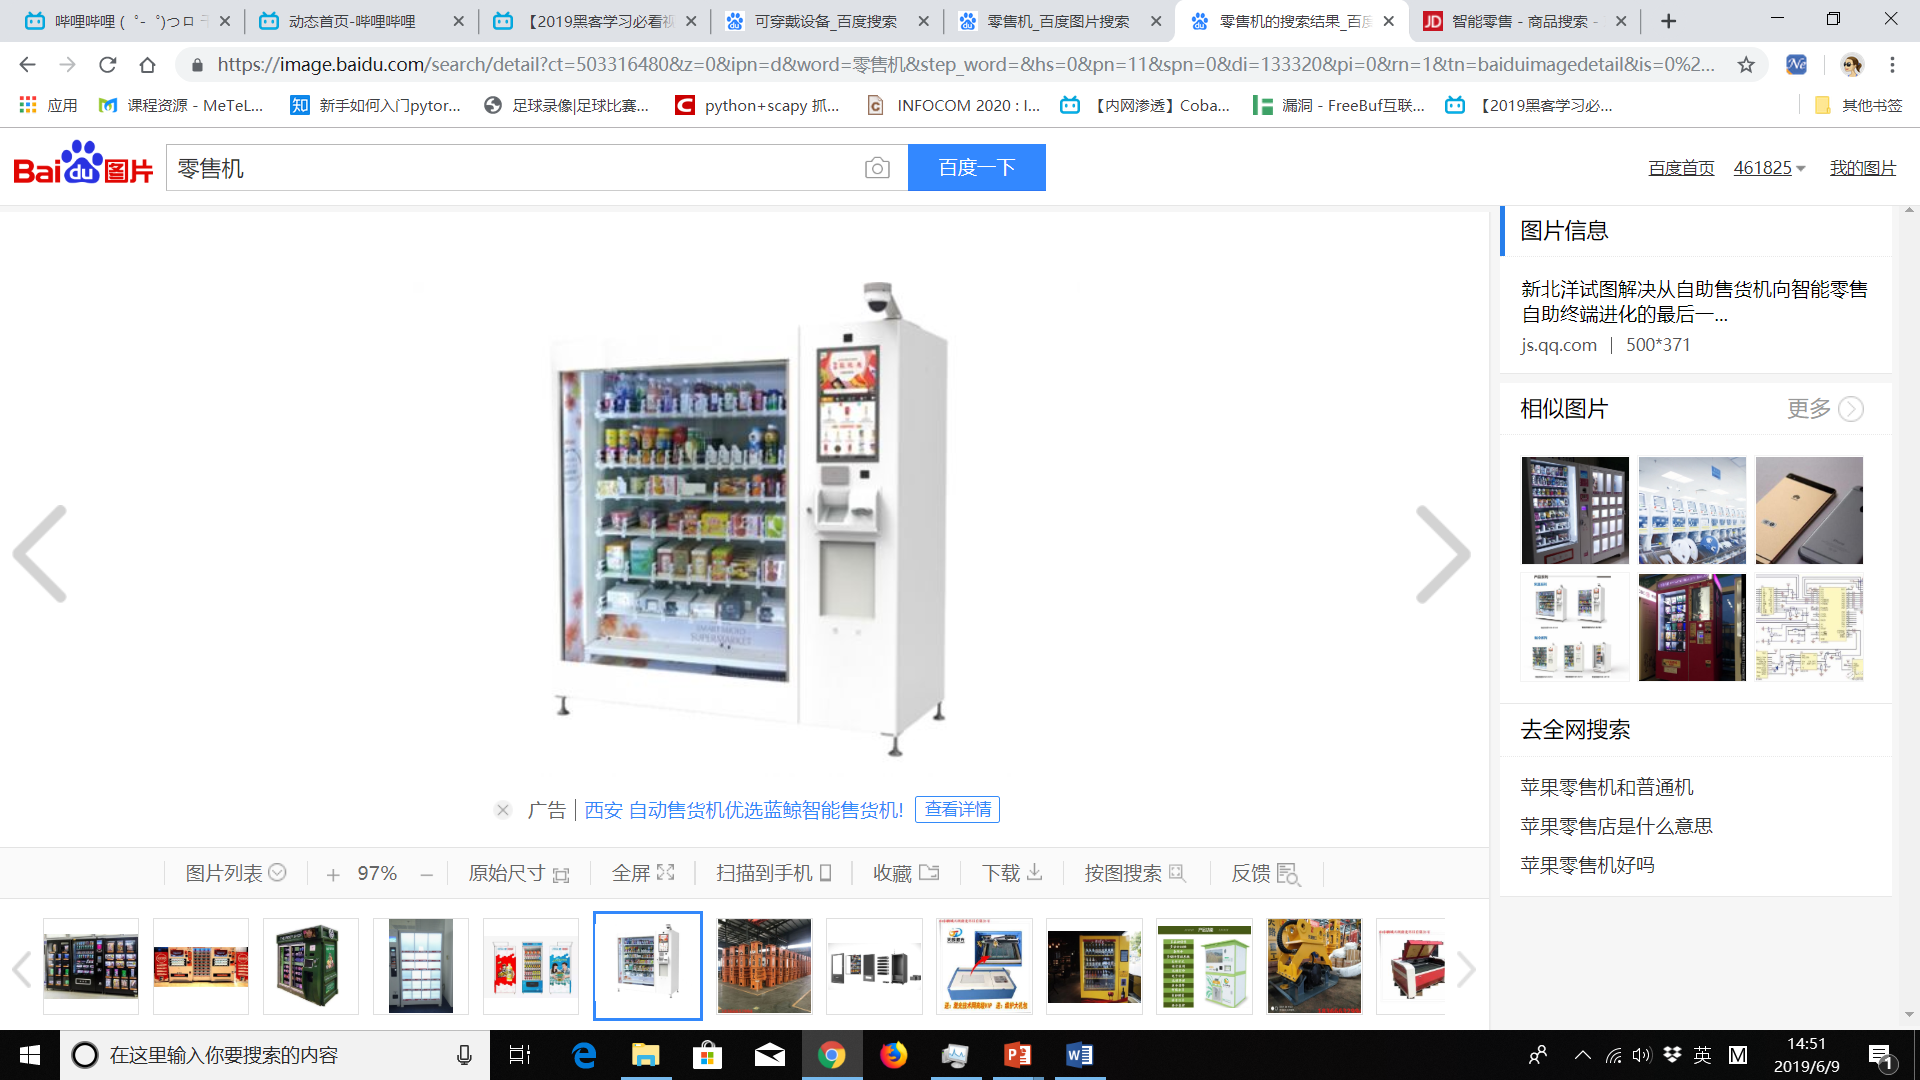 哔哩哔哩 ( ゜- ゜)つロ 干
动态首页-哔哩哔哩
【2019黑客学习必看视
可穿戴设备_百度搜索
零售机_百度图片搜索
零售机的搜索结果_百度
智能零售 - 商品搜索 -
https://image.baidu.com/search/detail?ct=503316480&z=0&ipn=d&word=零售机&step_word=&hs=0&pn=11&spn=0&di=133320&pi=0&rn=1&tn=baiduimagedetail&is=0%2...
应用
课程资源 - MeTeL...
新手如何入门pytor...
足球录像|足球比赛...
python+scapy 抓...
INFOCOM 2020 : I...
【内网渗透】Coba...
漏洞 - FreeBuf互联...
【2019黑客学习必...
其他书签
Bai du 图片
零售机
百度一下
百度首页
461825
我的图片
图片信息
新北洋试图解决从自助售货机向智能零售
自助终端进化的最后一...
js.qq.com | 500*371
相似图片
更多
SUPERMARKET
去全网搜索
苹果零售机和普通机
苹果零售店是什么意思
苹果零售机好吗
广告
西安 自动售货机优选蓝鲸智能售货机!
查看详情
图片列表
97%
原始尺寸
全屏
扫描到手机
收藏
下载
按图搜索
反馈
在这里输入你要搜索的内容
英
M
14:51
2019/6/9
1